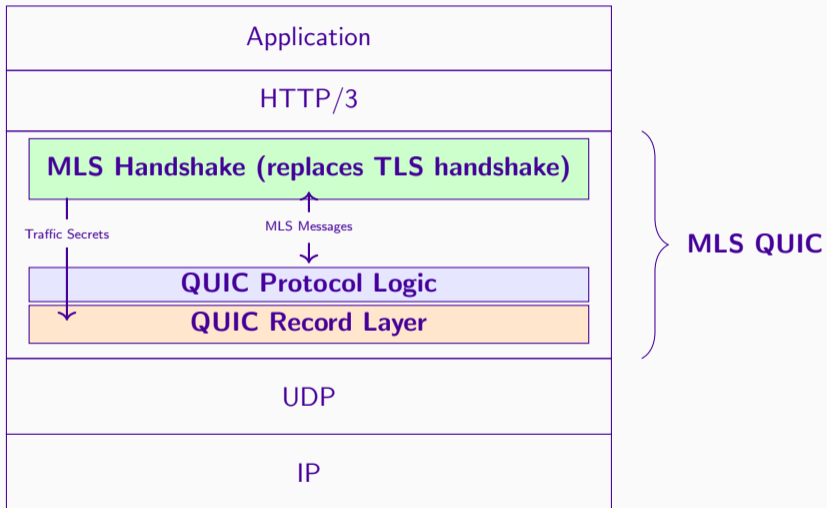 Application
HTTP/3
MLS Handshake (replaces TLS handshake)
Traffic Secrets
MLS Messages
MLS QUIC
QUIC Protocol Logic
QUIC Record Layer
UDP
IP